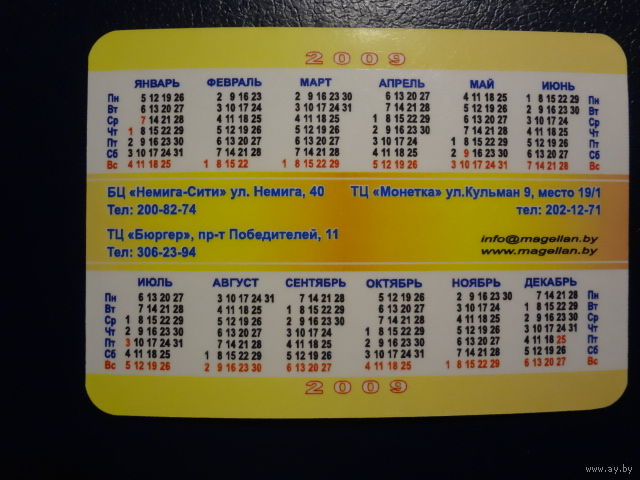 2009
ЯНВАРЬ ФЕВРАЛЬ МАРТ АПРЕЛЬ МАЙ ИЮНЬ
Пн 5 12 19 26 2 9 16 23 2 9 16 23 30 6 13 20 27 4 11 18 25 1 8 15 22 29 Пн
Вт 6 13 20 27 3 10 17 24 3 10 17 24 31 7 14 21 28 5 12 19 26 2 9 16 23 30 Вт
Ср 7 14 21 28 4 11 18 25 4 11 18 25 1 8 15 22 29 6 13 20 27 3 10 17 24 Ср
Чт 1 8 15 22 29 5 12 19 26 5 12 19 26 2 9 16 23 30 7 14 21 28 4 11 18 25 Чт
Пт 2 9 16 23 30 6 13 20 27 6 13 20 27 3 10 17 24 1 8 15 22 29 5 12 19 26 Пт
Сб 3 10 17 24 31 7 14 21 28 7 14 21 28 4 11 18 25 2 9 16 23 30 6 13 20 27 Сб
Вс 4 11 18 25 1 8 15 22 1 8 15 22 29 5 12 19 26 3 10 17 24 31 7 14 21 28 Вс
БЦ «Немига-Сити» ул. Немига, 40 ТЦ «Монетка» ул.Кульман 9, место 19/1
Тел: 200-82-74 тел: 202-12-71
ТЦ «Бюргер», пр-т Победителей, 11 info@magellan.by
Тел: 306-23-94 www.magellan.by
ИЮЛЬ АВГУСТ СЕНТЯБРЬ ОКТЯБРЬ НОЯБРЬ ДЕКАБРЬ
Пн 6 13 20 27 3 10 17 24 31 7 14 21 28 5 12 19 26 2 9 16 23 30 7 14 21 28 Пн
Вт 7 14 21 28 4 11 18 25 1 8 15 22 29 6 13 20 27 3 10 17 24 1 8 15 22 29 Вт
Ср 1 8 15 22 29 5 12 19 26 2 9 16 23 30 7 14 21 28 4 11 18 25 2 9 16 23 30 Ср
Чт 2 9 16 23 30 6 13 20 27 3 10 17 24 1 8 15 22 29 5 12 19 26 3 10 17 24 31 Чт
Пт 3 10 17 24 31 7 14 21 28 4 11 18 25 2 9 16 23 30 6 13 20 27 4 11 18 25 Пт
Сб 4 11 18 25 1 8 15 22 29 5 12 19 26 3 10 17 24 31 7 14 21 28 5 12 19 26 Сб
Вс 5 12 19 26 2 9 16 23 30 6 13 20 27 4 11 18 25 1 8 15 22 29 6 13 20 27 Вс
2009
www.ay.by